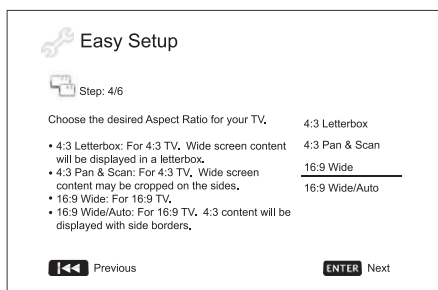 Easy Setup
Step: 4/6
Choose the desired Aspect Ratio for your TV.
• 4:3 Letterbox: For 4:3 TV. Wide screen content
will be displayed in a letterbox.
• 4:3 Pan & Scan: For 4:3 TV. Wide screen
content may be cropped on the sides.
• 16:9 Wide: For 16:9 TV.
• 16:9 Wide/Auto: For 16:9 TV. 4:3 content will be
displayed with side borders.
4:3 Letterbox
4:3 Pan & Scan
16:9 Wide
16:9 Wide/Auto
Previous
ENTER Next